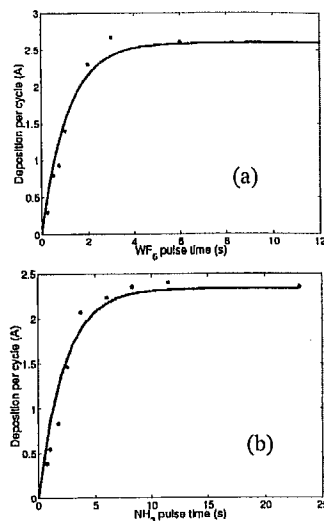 3
2.5
2
1.5
1
0.5
0
Deposition per cycle (A)
(a)
0 2 4 6 8 10 12
WF6 pulse time (s)
2.5
2
1.5
1
0.5
0
Deposition per cycle (A)
(b)
0 5 10 15 20 25
NH3 pulse time (s)